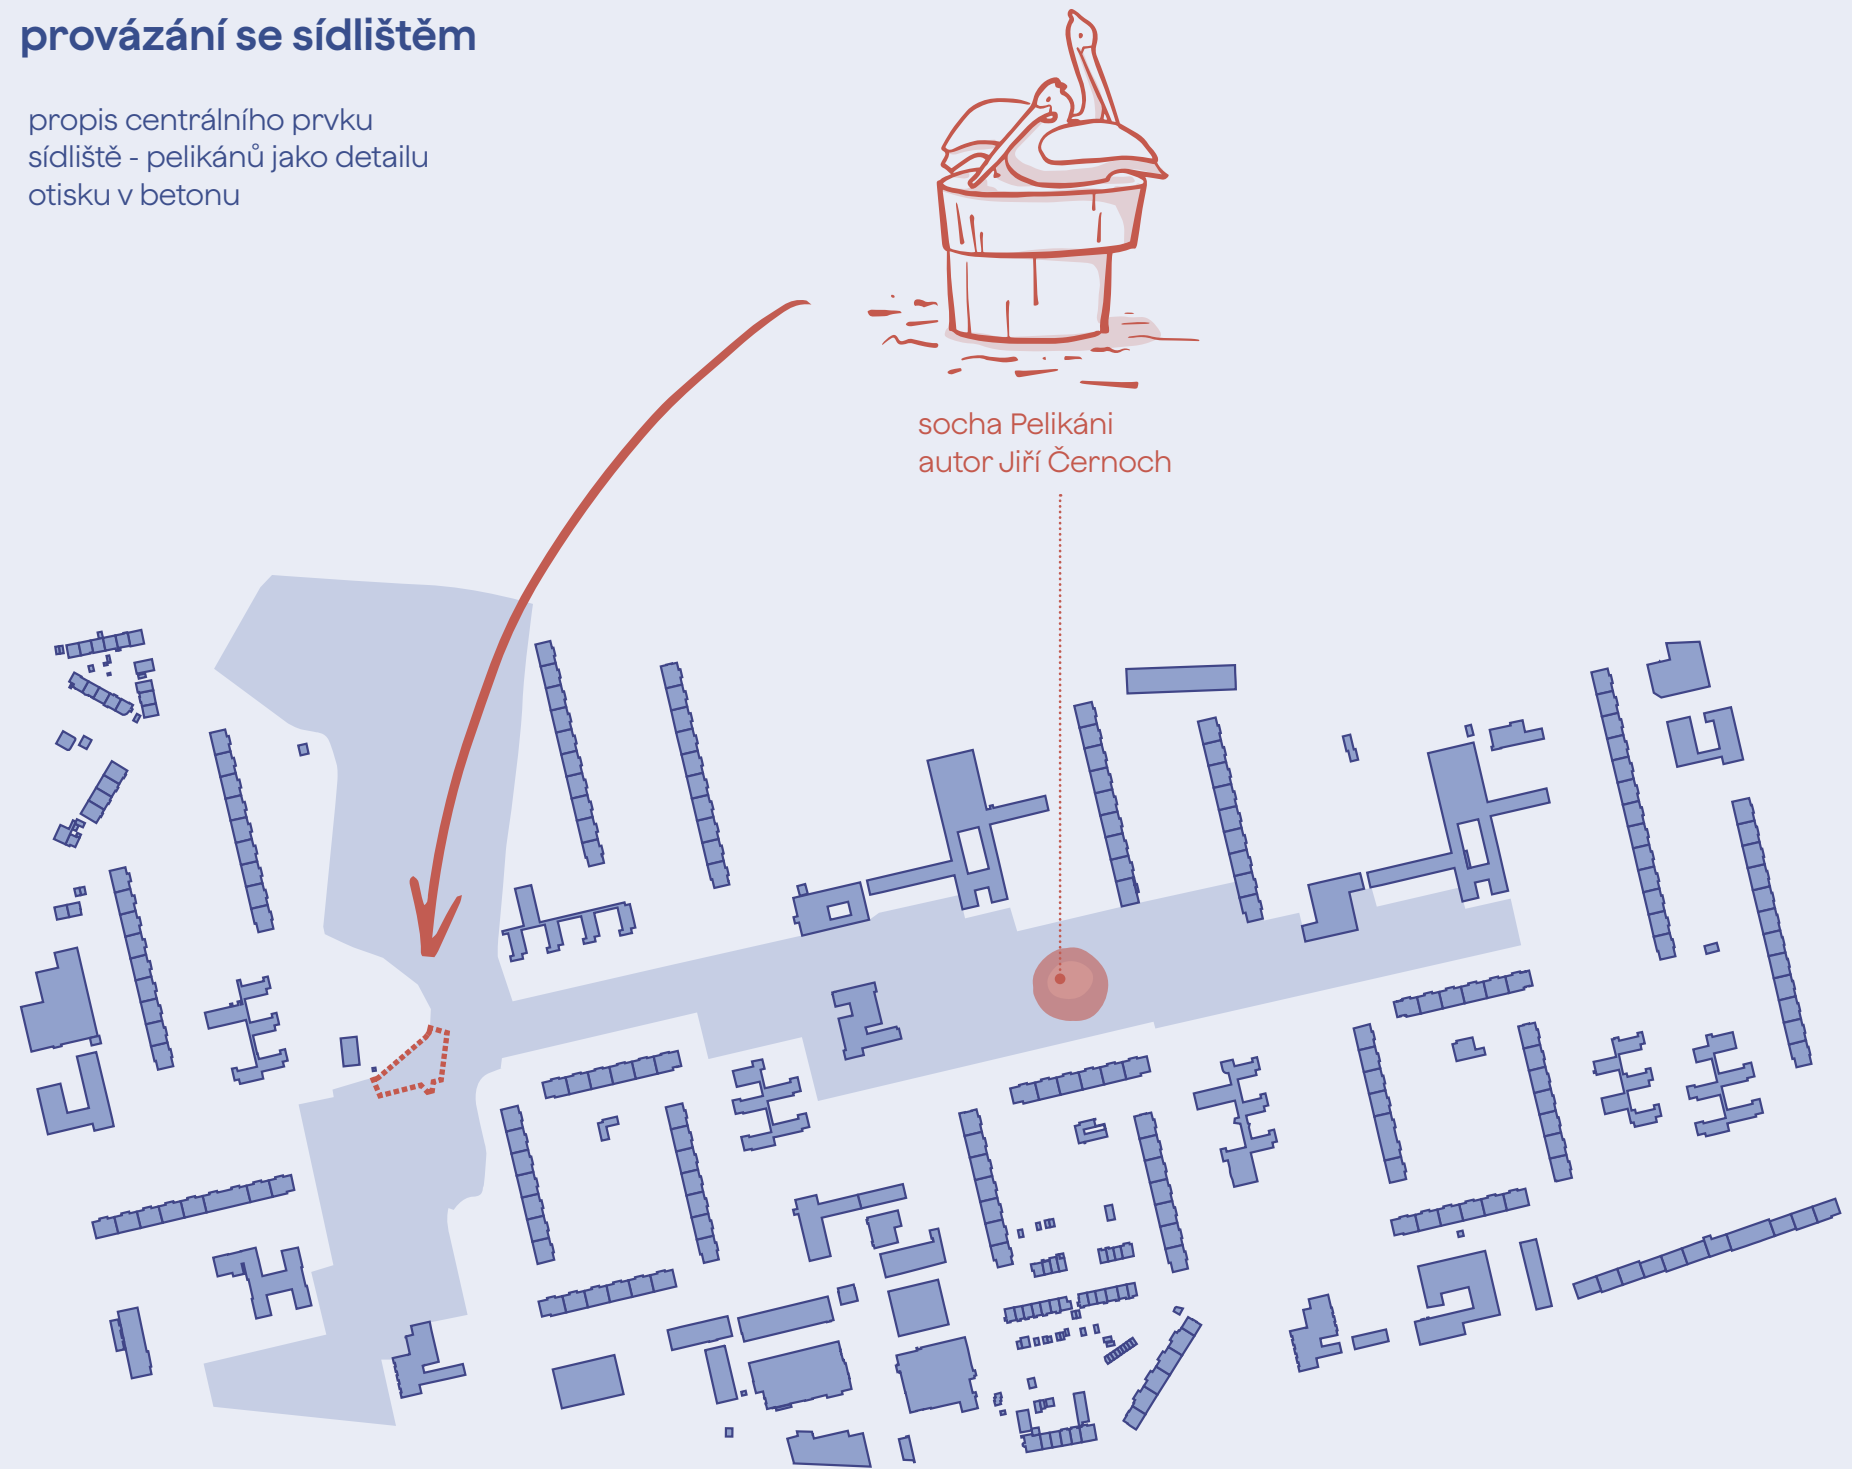 provázání se sídlištěm
propis centrálního prvku
sídliště - pelikánů jako detailu
otisku v betonu
socha Pelikáni
autor Jiří Černoch